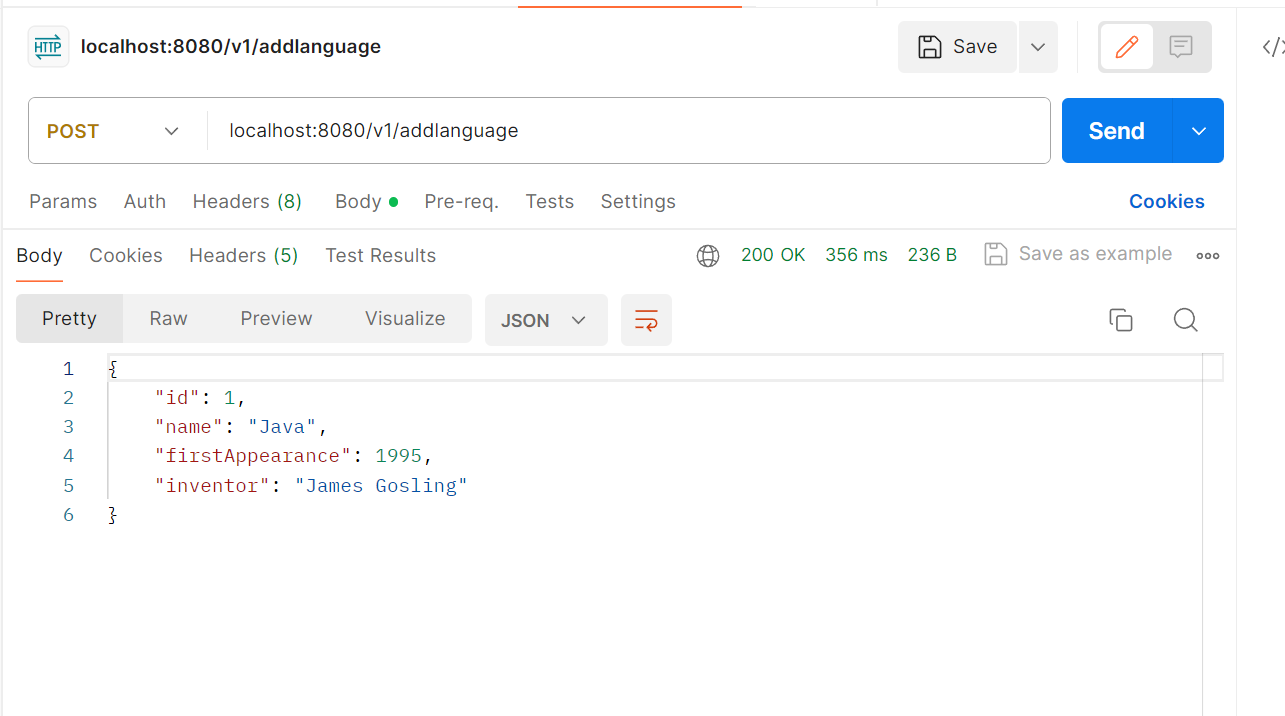 HTTP localhost:8080/v1/addlanguage Save
POST localhost:8080/v1/addlanguage Send
Params Auth Headers (8) Body Pre-req. Tests Settings Cookies
Body Cookies Headers (5) Test Results 200 OK 356 ms 236 B Save as example
Pretty Raw Preview Visualize JSON
1 {
2 "id": 1,
3 "name": "Java",
4 "firstAppearance": 1995,
5 "inventor": "James Gosling"
6 }